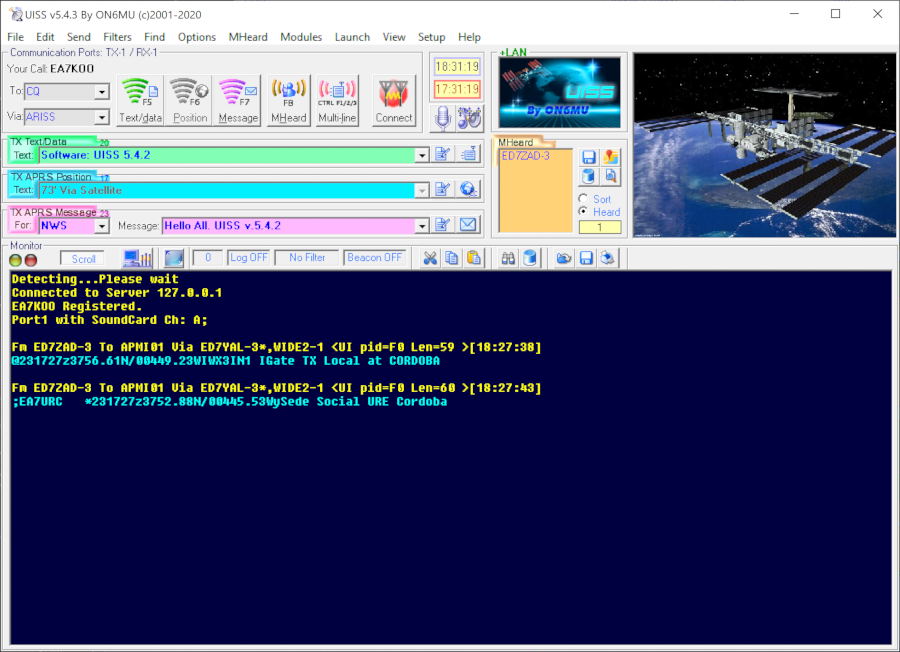 UISS v5.4.3 By ON6MU (c)2001-2020
File Edit Send Filters Find Options MHeard Modules Launch View Setup Help
Communication Ports: TX-1 / RX-1
Your Call: EA7KOO
To: CQ
Via: ARISS
F5
Text/data
F6
Position
F7
Message
F8
MHeard
CTRL F1/2/3
Multi-line
Connect
18:31:19
17:31:19
+LAN
UISS
By ON6MU
TX Text/Data 20
Text: Software: UISS 5.4.2
TX APRS Position 17
Text: 73' Via Satellite
TX APRS Message 23
For: NWS
Message: Hello All. UISS v.5.4.2
MHeard
ED7ZAD-3
Sort
Heard
1
Monitor
Scroll
0
Log OFF
No Filter
Beacon OFF
Detecting...Please wait
Connected to Server 127.0.0.1
EA7KOO Registered.
Port1 with SoundCard Ch: A;
Fm ED7ZAD-3 To APMI01 Via ED7YAL-3*,WIDE2-1 <UI pid=F0 Len=59 >[18:27:38]
@231727z3756.61N/00449.23WIWX3IN1 IGate TX Local at CORDOBA
Fm ED7ZAD-3 To APMI01 Via ED7YAL-3*,WIDE2-1 <UI pid=F0 Len=60 >[18:27:43]
;EA7URC   *231727z3752.88N/00445.53WySede Social URE Cordoba